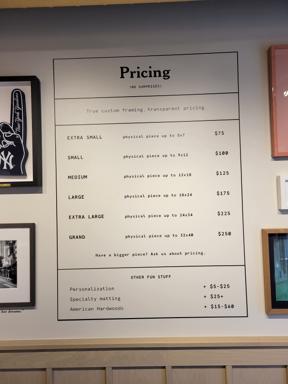 Pricing
(NO SURPRISES)
True custom framing, transparent pricing.
EXTRA SMALL physical piece up to 5x7 $75
SMALL physical piece up to 9x12 $100
MEDIUM physical piece up to 12x18 $125
LARGE physical piece up to 18x24 $175
EXTRA LARGE physical piece up to 24x36 $225
GRAND physical piece up to 32x40 $250
Have a bigger piece? Ask us about pricing.
OTHER FUN STUFF
Personalization + $5-$25
Specialty matting + $25+
American Hardwoods + $15-$60
NY